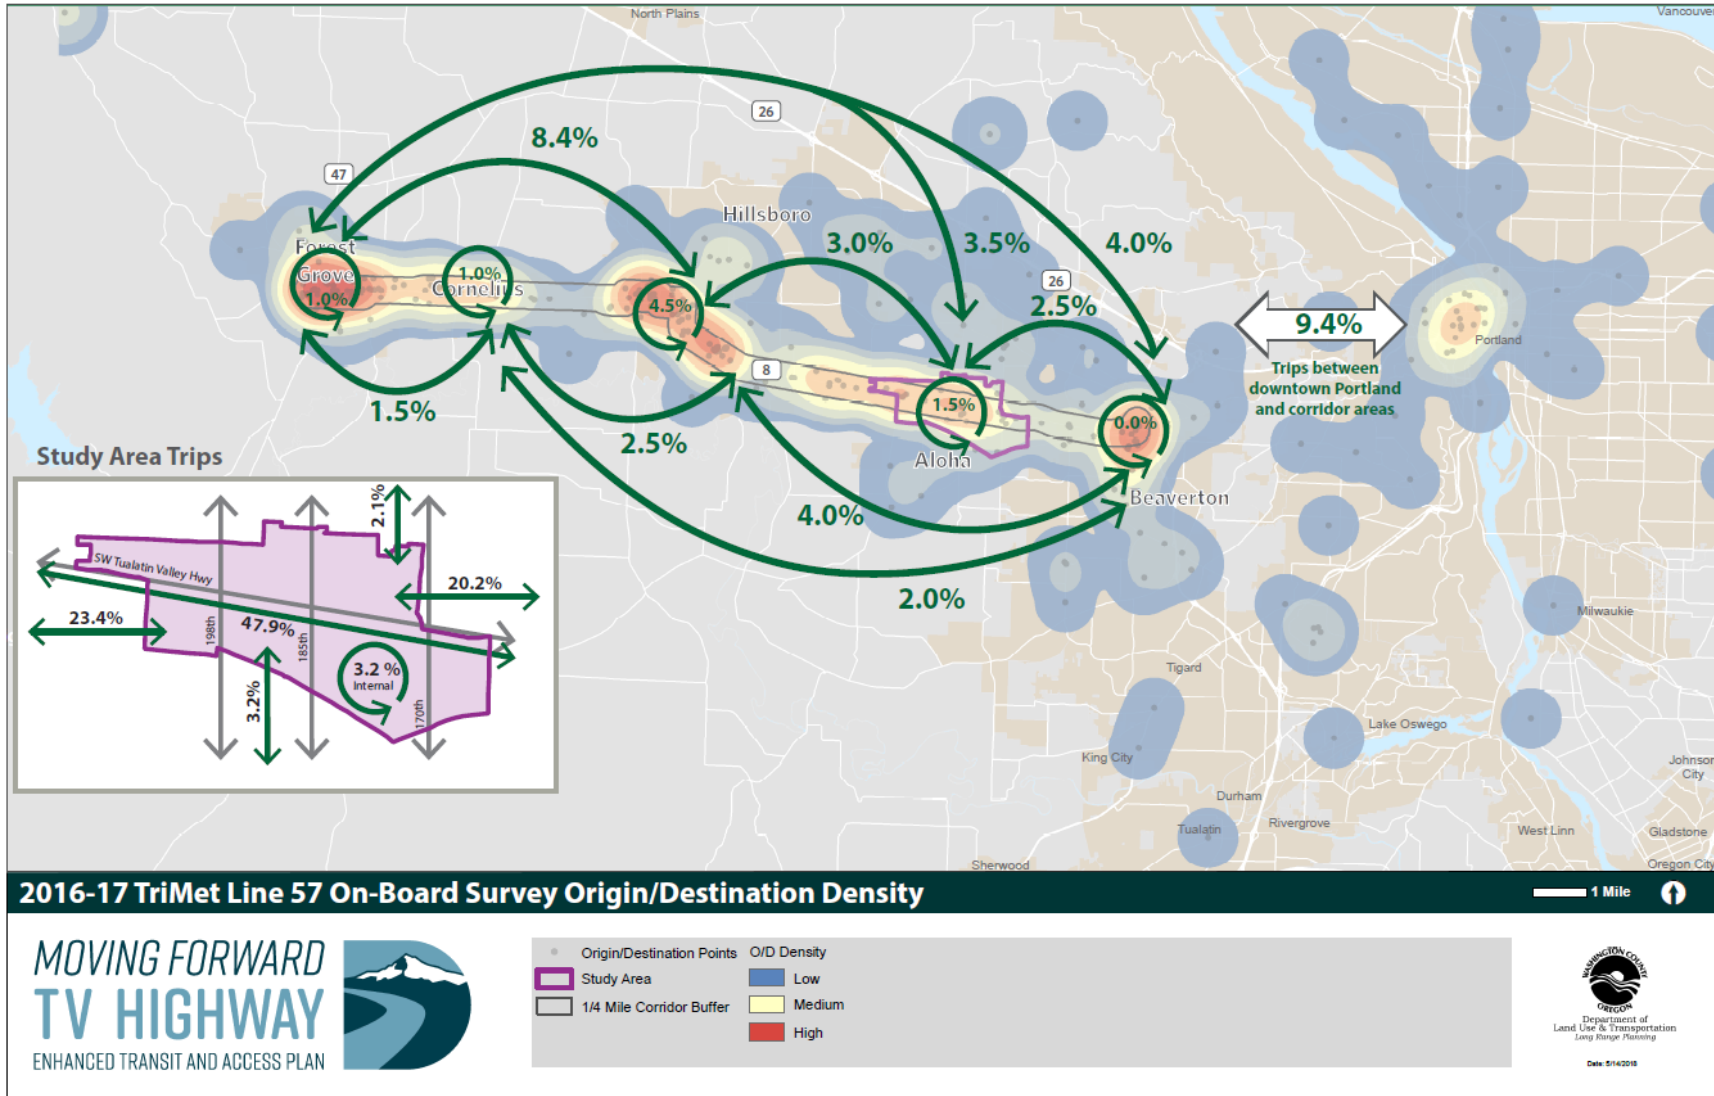 North Plains
Vancouver
26
8.4%
47
Hillsboro
Forest
Grove
1.0%
1.0%
Cornelius
4.5%
3.0%
3.5%
4.0%
26
2.5%
9.4%
Trips between
downtown Portland
and corridor areas
Portland
8
1.5%
0.0%
1.5%
2.5%
Aloha
Beaverton
4.0%
2.0%
Milwaukie
Tigard
Lake Oswego
King City
Johnson
City
Durham
Rivergrove
Tualatin
West Linn
Gladstone
Sherwood
Oregon City
Study Area Trips
2.1%
SW Tualatin Valley Hwy
20.2%
23.4%
47.9%
198th
185th
3.2 %
Internal
3.2%
170th
2016-17 TriMet Line 57 On-Board Survey Origin/Destination Density
1 Mile
MOVING FORWARD
TV HIGHWAY
ENHANCED TRANSIT AND ACCESS PLAN
Origin/Destination Points
Study Area
1/4 Mile Corridor Buffer
O/D Density
Low
Medium
High
WASHINGTON COUNTY
OREGON
Department of
Land Use & Transportation
Long Range Planning
Date: 5/14/2018